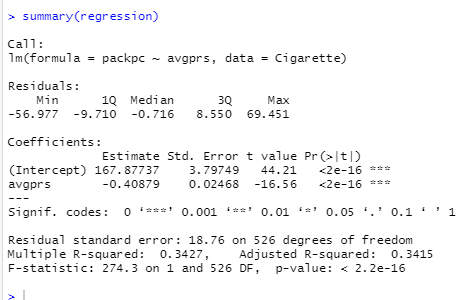 > summary(regression)

Call:
lm(formula = packpc ~ avgprs, data = Cigarette)

Residuals:
    Min      1Q  Median      3Q     Max
-56.977  -9.710  -0.716   8.550  69.451

Coefficients:
             Estimate Std. Error t value Pr(>|t|)
(Intercept) 167.87737    3.79749   44.21   <2e-16 ***
avgprs       -0.40879    0.02468  -16.56   <2e-16 ***
---
Signif. codes:  0 ‘***’ 0.001 ‘**’ 0.01 ‘*’ 0.05 ‘.’ 0.1 ‘ ’ 1

Residual standard error: 18.76 on 526 degrees of freedom
Multiple R-squared:  0.3427,    Adjusted R-squared:  0.3415
F-statistic: 274.3 on 1 and 526 DF,  p-value: < 2.2e-16

>